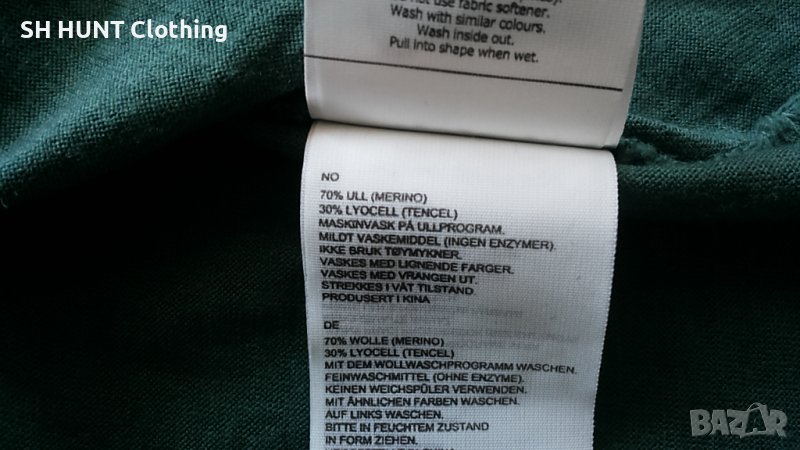 SH HUNT Clothing
use fabric softener.
Wash with similar colours.
Wash inside out.
Pull into shape when wet.
NO
70% ULL (MERINO)
30% LYOCELL (TENCEL)
MASKINVASK PÅ ULLPROGRAM.
MILDT VASKEMIDDEL (INGEN ENZYMER).
IKKE BRUK TØYMYKNER.
VASKES MED LIGNENDE FARGER.
VASKES MED VRANGEN UT.
STREKKES I VÅT TILSTAND.
PRODUSERT I KINA
DE
70% WOLLE (MERINO)
30% LYOCELL (TENCEL)
MIT DEM WOLLWASCHPROGRAMM WASCHEN.
FEINWASCHMITTEL (OHNE ENZYME).
KEINEN WEICHSPÜLER VERWENDEN.
MIT ÄHNLICHEN FARBEN WASCHEN.
AUF LINKS WASCHEN.
BITTE IN FEUCHTEM ZUSTAND
IN FORM ZIEHEN.
BAZAR